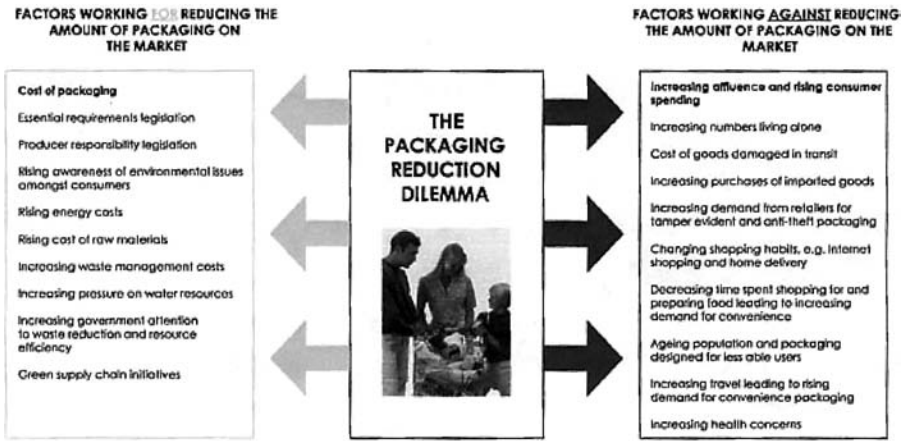 FACTORS WORKING FOR REDUCING THE
AMOUNT OF PACKAGING ON
THE MARKET
Cost of packaging
Essential requirements legislation
Producer responsibility legislation
Rising awareness of environmental issues
amongst consumers
Rising energy costs
Rising cost of raw materials
Increasing waste management costs
Increasing pressure on water resources
Increasing government attention
to waste reduction and resource
efficiency
Green supply chain initiatives
THE
PACKAGING
REDUCTION
DILEMMA
FACTORS WORKING AGAINST REDUCING
THE AMOUNT OF PACKAGING ON THE
MARKET
Increasing affluence and rising consumer
spending
Increasing numbers living alone
Cost of goods damaged in transit
Increasing purchases of imported goods
Increasing demand from retailers for
tamper evident and anti-theft packaging
Changing shopping habits, e.g. Internet
shopping and home delivery
Decreasing time spent shopping for and
preparing food leading to increasing
demand for convenience
Ageing population and packaging
designed for less able users
Increasing travel leading to rising
demand for convenience packaging
Increasing health concerns